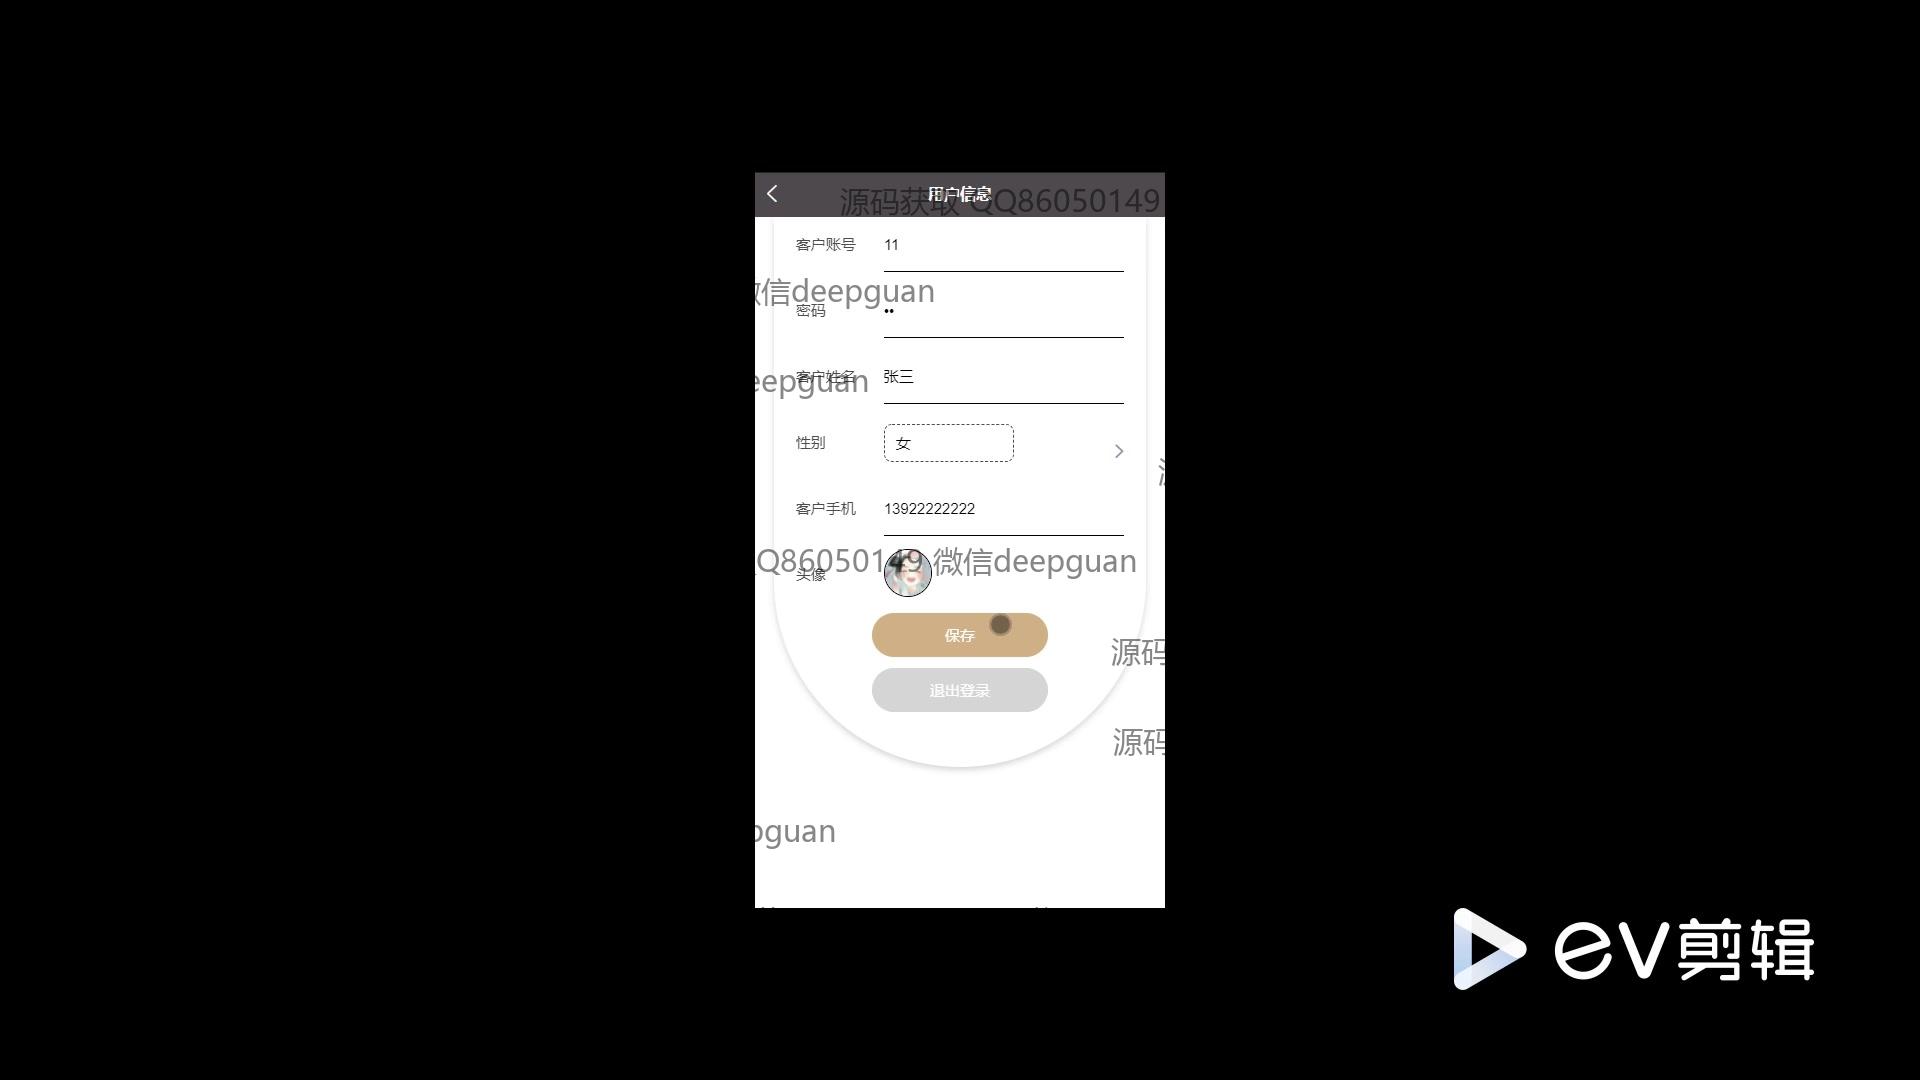 用户信息
源码获取 QQ86050149
客户账号 11
微信deepguan
密码 ••
客户姓名 张三
eepguan
性别 女
客户手机 13922222222
QQ86050149 微信deepguan
头像
保存
源码
退出登录
源码
pguan
ev剪辑